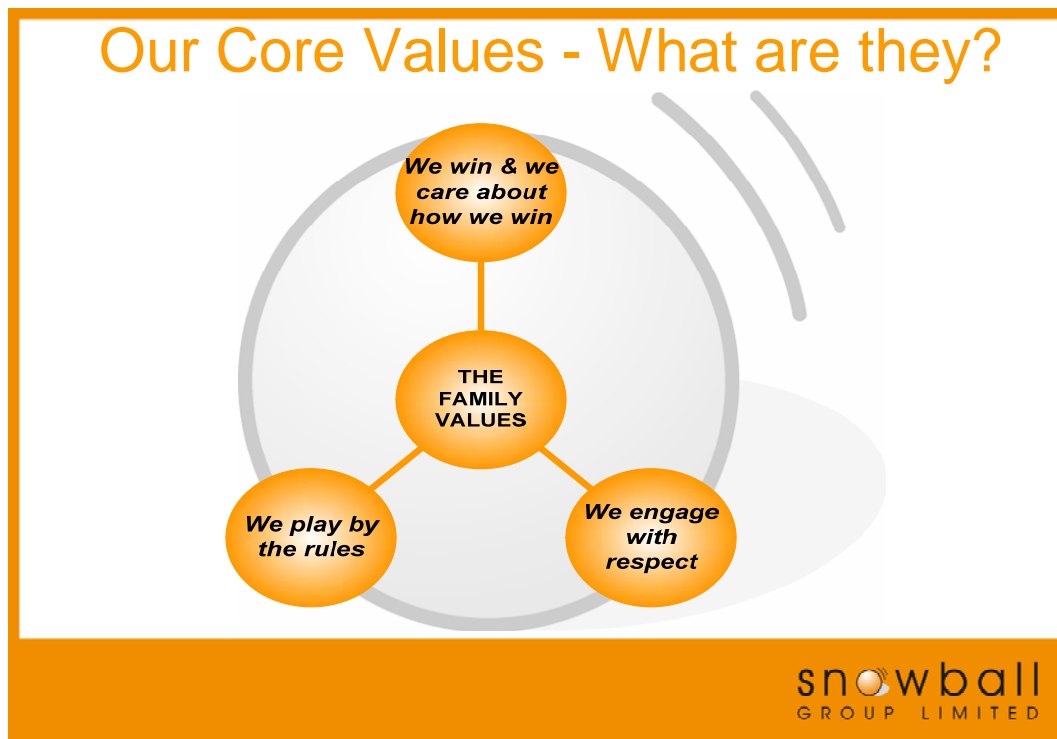 Our Core Values - What are they?
We win & we
care about
how we win
THE
FAMILY
VALUES
We play by
the rules
We engage
with
respect
snowball
GROUP LIMITED